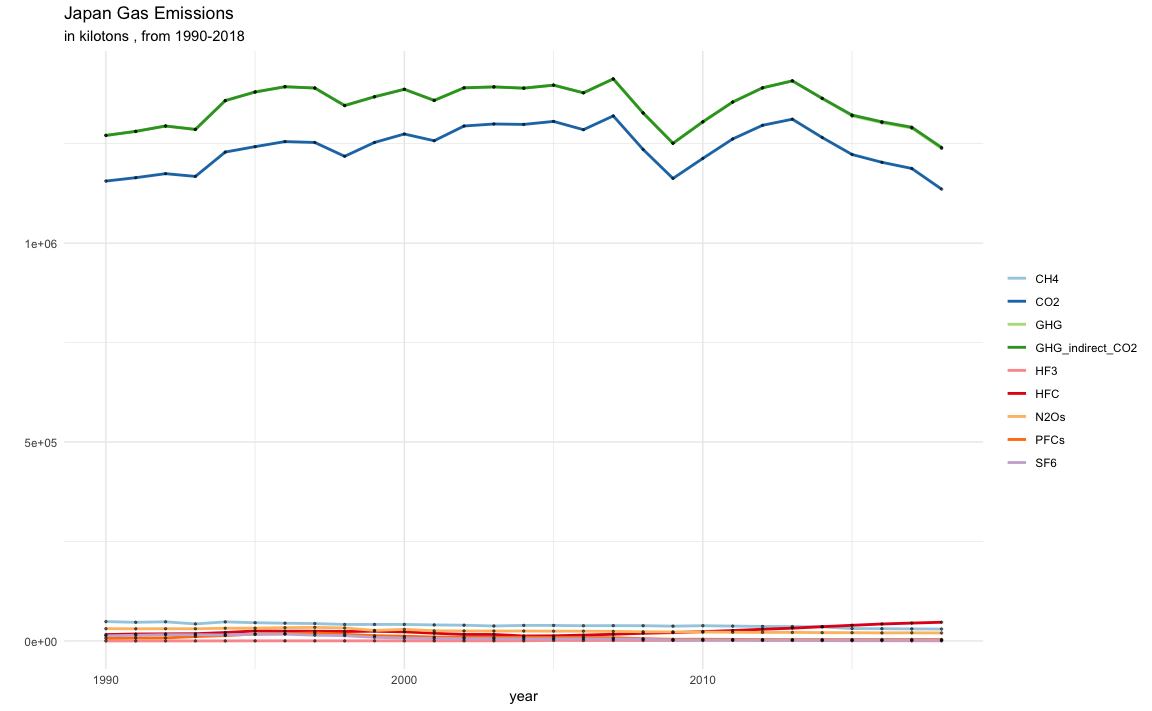 Japan Gas Emissions
in kilotons , from 1990-2018
1e+06
5e+05
0e+00
1990
2000
2010
year
CH4
CO2
GHG
GHG_indirect_CO2
HF3
HFC
N2Os
PFCs
SF6